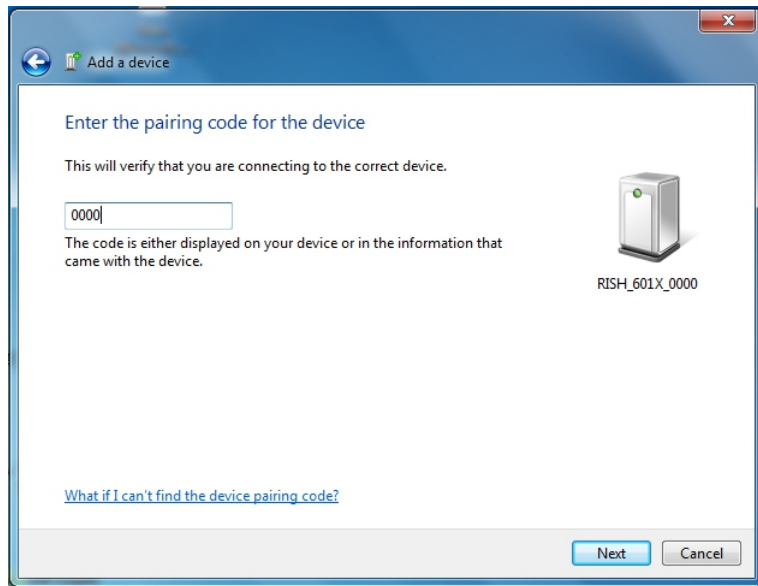 Add a device
Enter the pairing code for the device
This will verify that you are connecting to the correct device.
0000
The code is either displayed on your device or in the information that
came with the device.
RISH_601X_0000
What if I can't find the device pairing code?
Next
Cancel